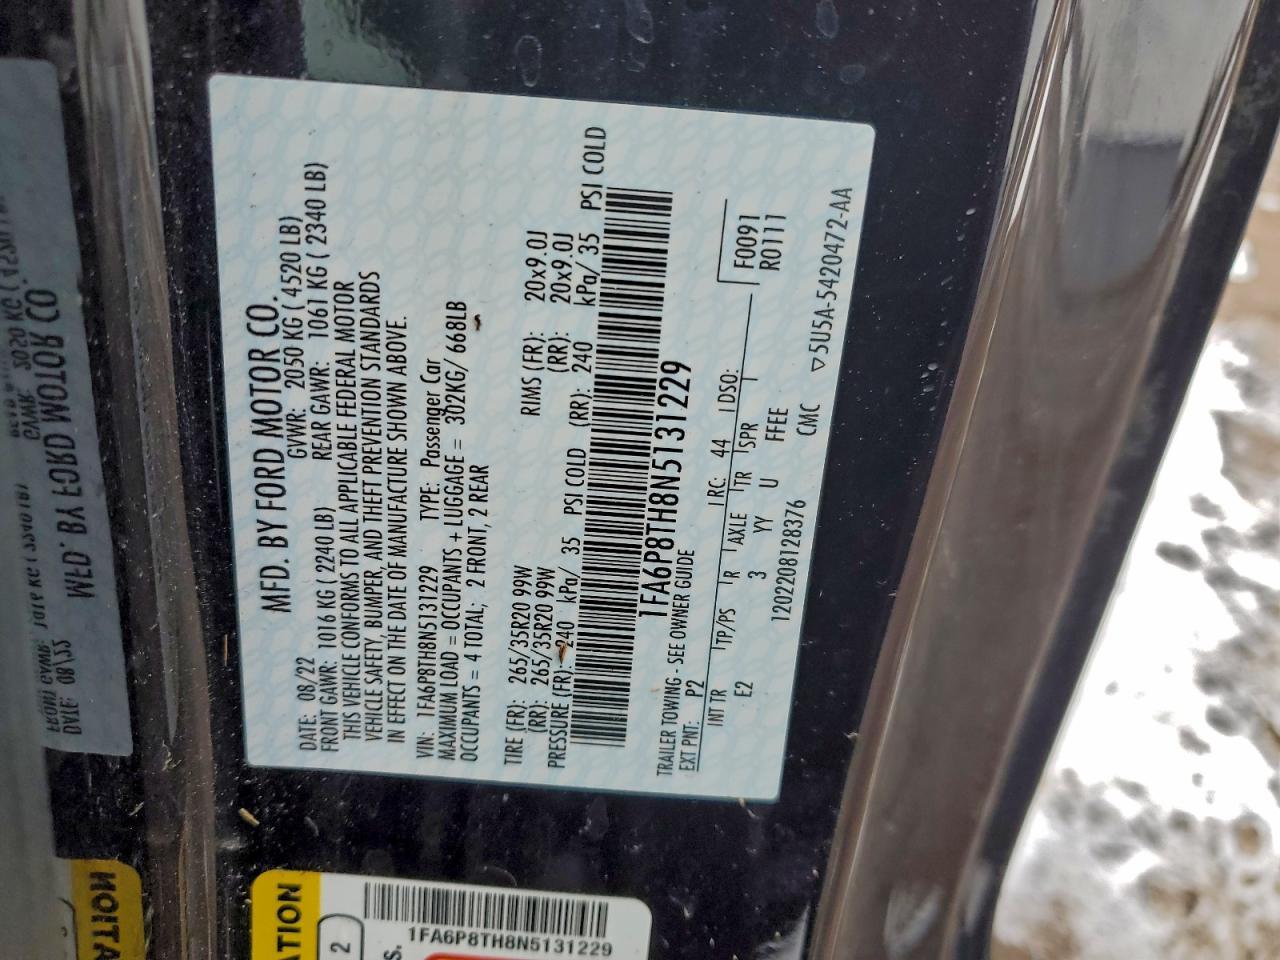 MFD. BY FORD MOTOR CO.
DATE: 08/22 GVWR: 2050 KG ( 4520 LB)
FRONT GAWR: 1016 KG ( 2240 LB) REAR GAWR: 1061 KG ( 2340 LB)
THIS VEHICLE CONFORMS TO ALL APPLICABLE FEDERAL MOTOR
VEHICLE SAFETY, BUMPER, AND THEFT PREVENTION STANDARDS
IN EFFECT ON THE DATE OF MANUFACTURE SHOWN ABOVE.
VIN: 1FA6P8TH8N5131229 TYPE: Passenger Car
MAXIMUM LOAD = OCCUPANTS + LUGGAGE = 302KG/ 668LB
OCCUPANTS = 4 TOTAL; 2 FRONT, 2 REAR
TIRE (FR): 265/35R20 99W RIMS (FR): 20x9.0J
(RR): 265/35R20 99W (RR): 20x9.0J
PRESSURE (FR): 240 kPa/ 35 PSI COLD (RR): 240 kPa/ 35 PSI COLD
1FA6P8TH8N5131229
TRAILER TOWING - SEE OWNER GUIDE
EXT PNT: P2 RC: 44 DSO: F0091
INT TR TP/PS R AXLE TR SPR R0111
E2 3 YY U FFEE
1202208128376 CMC ▽5U5A-5420472-AA
ATION
2
S.
1FA6P8TH8N5131229
MFD. BY FORD MOTOR CO.
DATE: 08/22